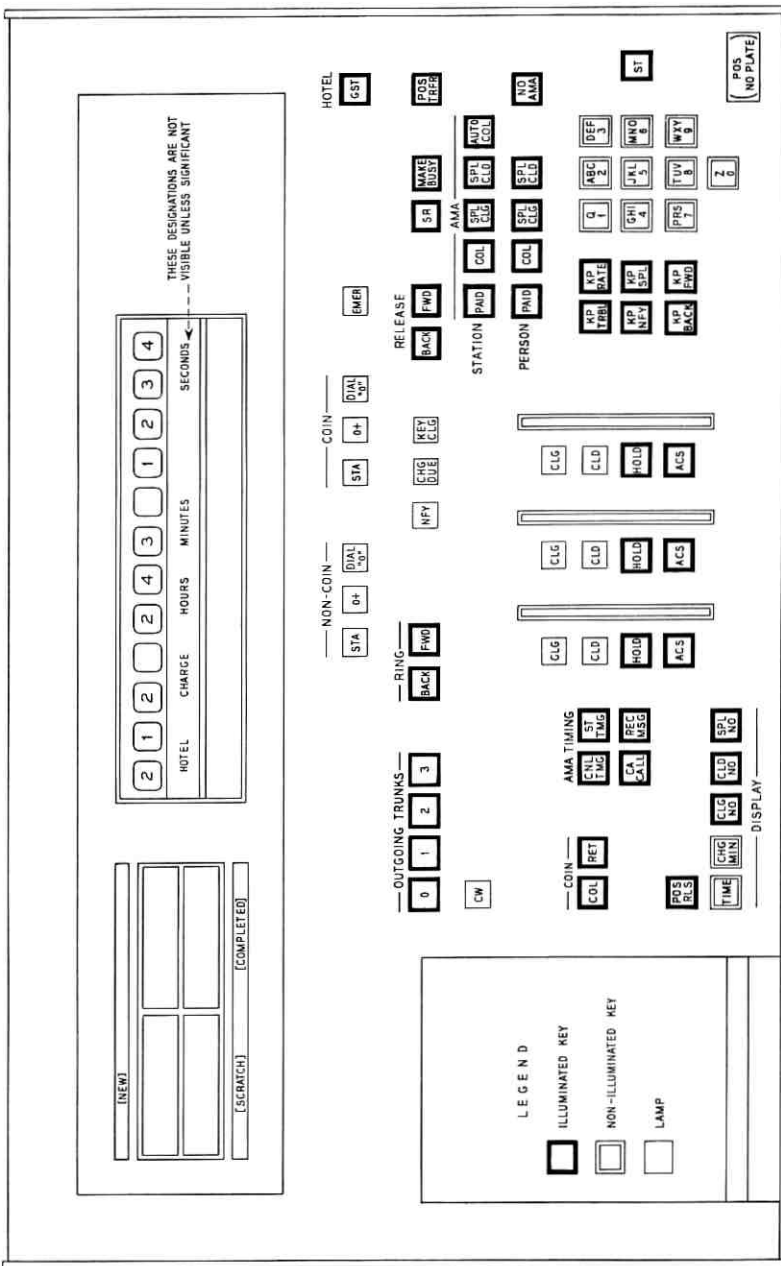 [NEW]
[SCRATCH] [COMPLETED]
2 1 2 2 4 3 1 2 3 4
HOTEL CHARGE HOURS MINUTES SECONDS
THESE DESIGNATIONS ARE NOT
VISIBLE UNLESS SIGNIFICANT
NON-COIN
STA
0+
DIAL
"0"
COIN
STA
0+
DIAL
"0"
EMER
HOTEL
GST
OUTGOING TRUNKS
0 1 2 3
RING
BACK FWD
NFY
CHG
DUE
KEY
CLG
RELEASE
BACK FWD
SR
MAKE
BUSY
POS
TRFR
CW
AMA
STATION
PAID
COL
SPL
CLG
SPL
CLD
AUTO
COL
PERSON
PAID
COL
SPL
CLG
SPL
CLD
NO
AMA
COIN
COL RET
AMA TIMING
CNL
TMG
ST
TMG
CA
CALL
REC
MSG
CLG
CLD
HOLD
ACS
CLG
CLD
HOLD
ACS
CLG
CLD
HOLD
ACS
KP
TRBL
KP
RATE
KP
NFY
KP
SPL
KP
BACK
KP
FWD
Q
1
ABC
2
DEF
3
GHI
4
JKL
5
MNO
6
PRS
7
TUV
8
WXY
9
Z
0
ST
POS
RLS
TIME
CHG
MIN
CLG
NO
CLD
NO
SPL
NO
DISPLAY
(POS
NO PLATE)
LEGEND
ILLUMINATED KEY
NON-ILLUMINATED KEY
LAMP